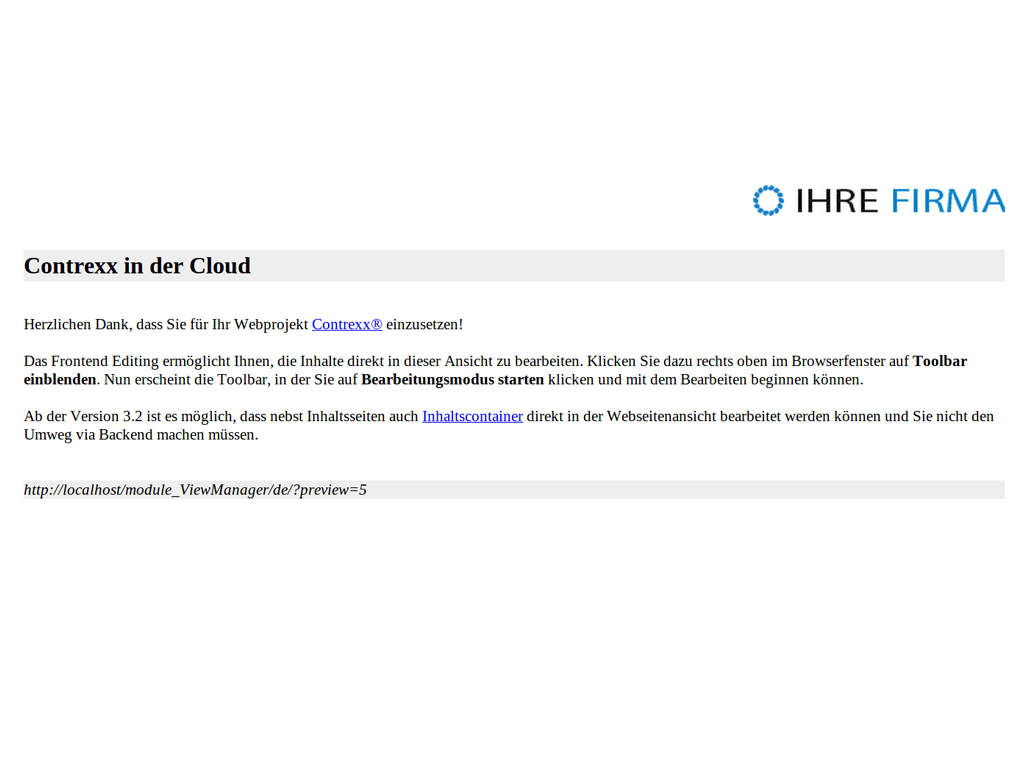 IHRE FIRMA
Contrexx in der Cloud
Herzlichen Dank, dass Sie für Ihr Webprojekt Contrexx® einzusetzen!
Das Frontend Editing ermöglicht Ihnen, die Inhalte direkt in dieser Ansicht zu bearbeiten. Klicken Sie dazu rechts oben im Browserfenster auf Toolbar
einblenden. Nun erscheint die Toolbar, in der Sie auf Bearbeitungsmodus starten klicken und mit dem Bearbeiten beginnen können.
Ab der Version 3.2 ist es möglich, dass nebst Inhaltsseiten auch Inhaltscontainer direkt in der Webseitenansicht bearbeitet werden können und Sie nicht den
Umweg via Backend machen müssen.
http://localhost/module_ViewManager/de/?preview=5